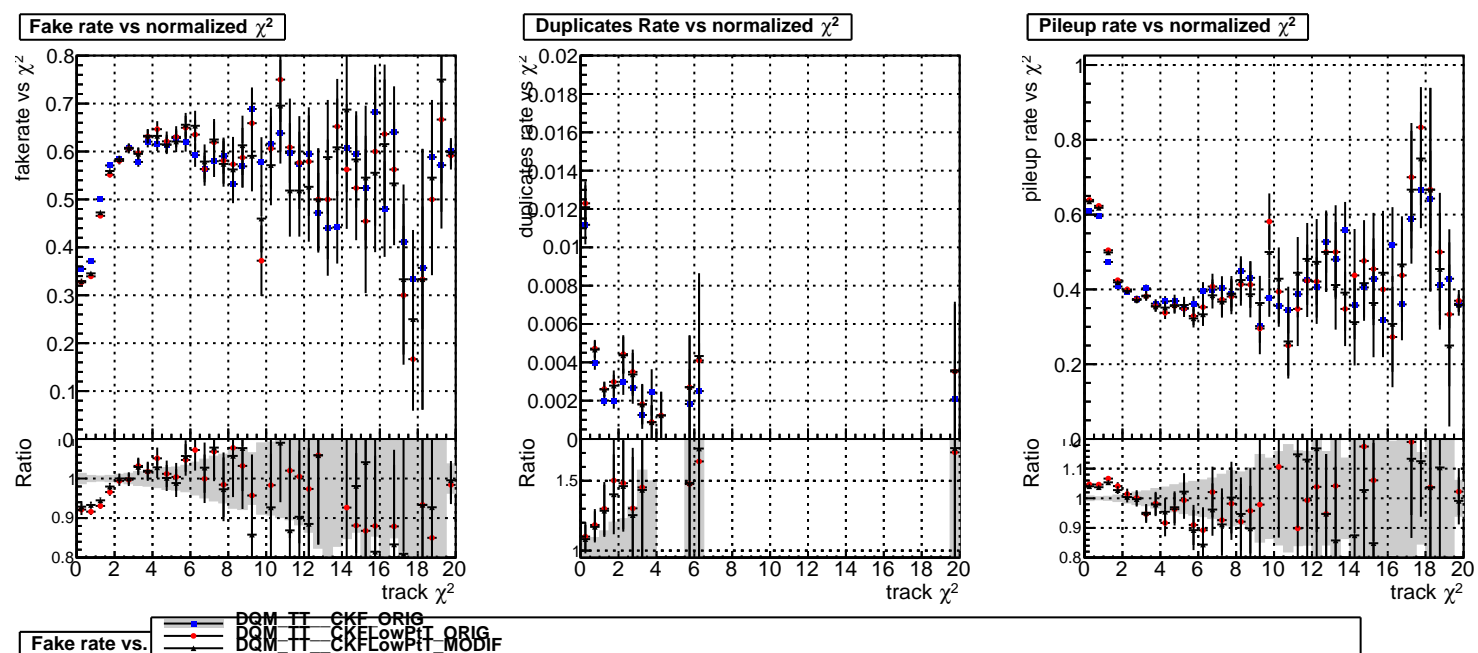 Fake rate vs normalized χ²
Duplicates Rate vs normalized χ²
Pileup rate vs normalized χ²
fakerate vs χ²
0.8
0.7
0.6
0.5
0.4
0.3
0.2
0.1
0
Ratio
1
0.9
0.8
0 2 4 6 8 10 12 14 16 18 20
track χ²
duplicates rate vs χ²
0.02
0.018
0.016
0.014
0.012
0.01
0.008
0.006
0.004
0.002
0
Ratio
1.5
1
0 2 4 6 8 10 12 14 16 18 20
track χ²
pileup rate vs χ²
1
0.8
0.6
0.4
0.2
0
Ratio
1.1
1
0.9
0.8
0 2 4 6 8 10 12 14 16 18 20
track χ²
Fake rate vs.
DQM_TT__CKF_ORIG
DQM_TT__CKFLowPtT_ORIG
DQM_TT__CKFLowPtT_MODIF